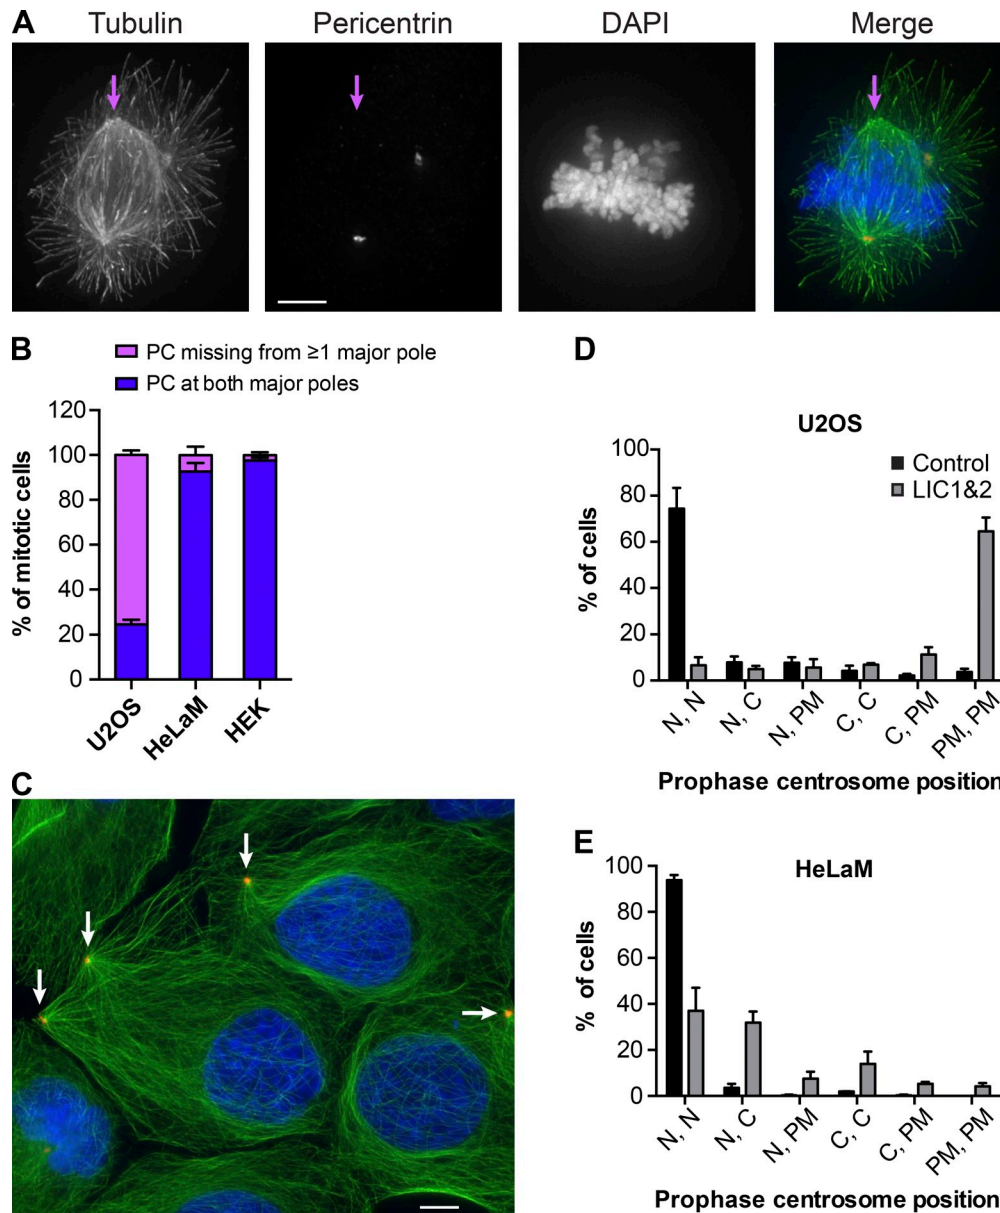 A
Tubulin
Pericentrin
DAPI
Merge
B
PC missing from ≥1 major pole
PC at both major poles
120
100
80
60
40
20
0
% of mitotic cells
U2OS
HeLaM
HEK
C
D
U2OS
Control
LIC1&2
100
80
60
40
20
0
% of cells
N, N
N, C
N, PM
C, C
C, PM
PM, PM
Prophase centrosome position
E
HeLaM
100
80
60
40
20
0
% of cells
N, N
N, C
N, PM
C, C
C, PM
PM, PM
Prophase centrosome position